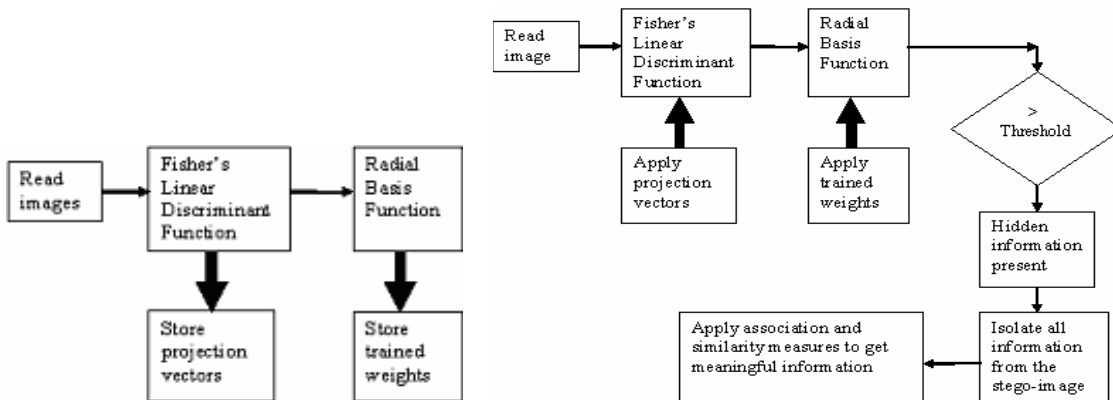 Read
images
Fisher's
Linear
Discriminant
Function
Radial
Basis
Function
Store
projection
vectors
Store
trained
weights
Read
image
Fisher's
Linear
Discriminant
Function
Radial
Basis
Function
>
Threshold
Apply
projection
vectors
Apply
trained
weights
Hidden
information
present
Isolate all
information
from the
stego-image
Apply association and
similarity measures to get
meaningful information